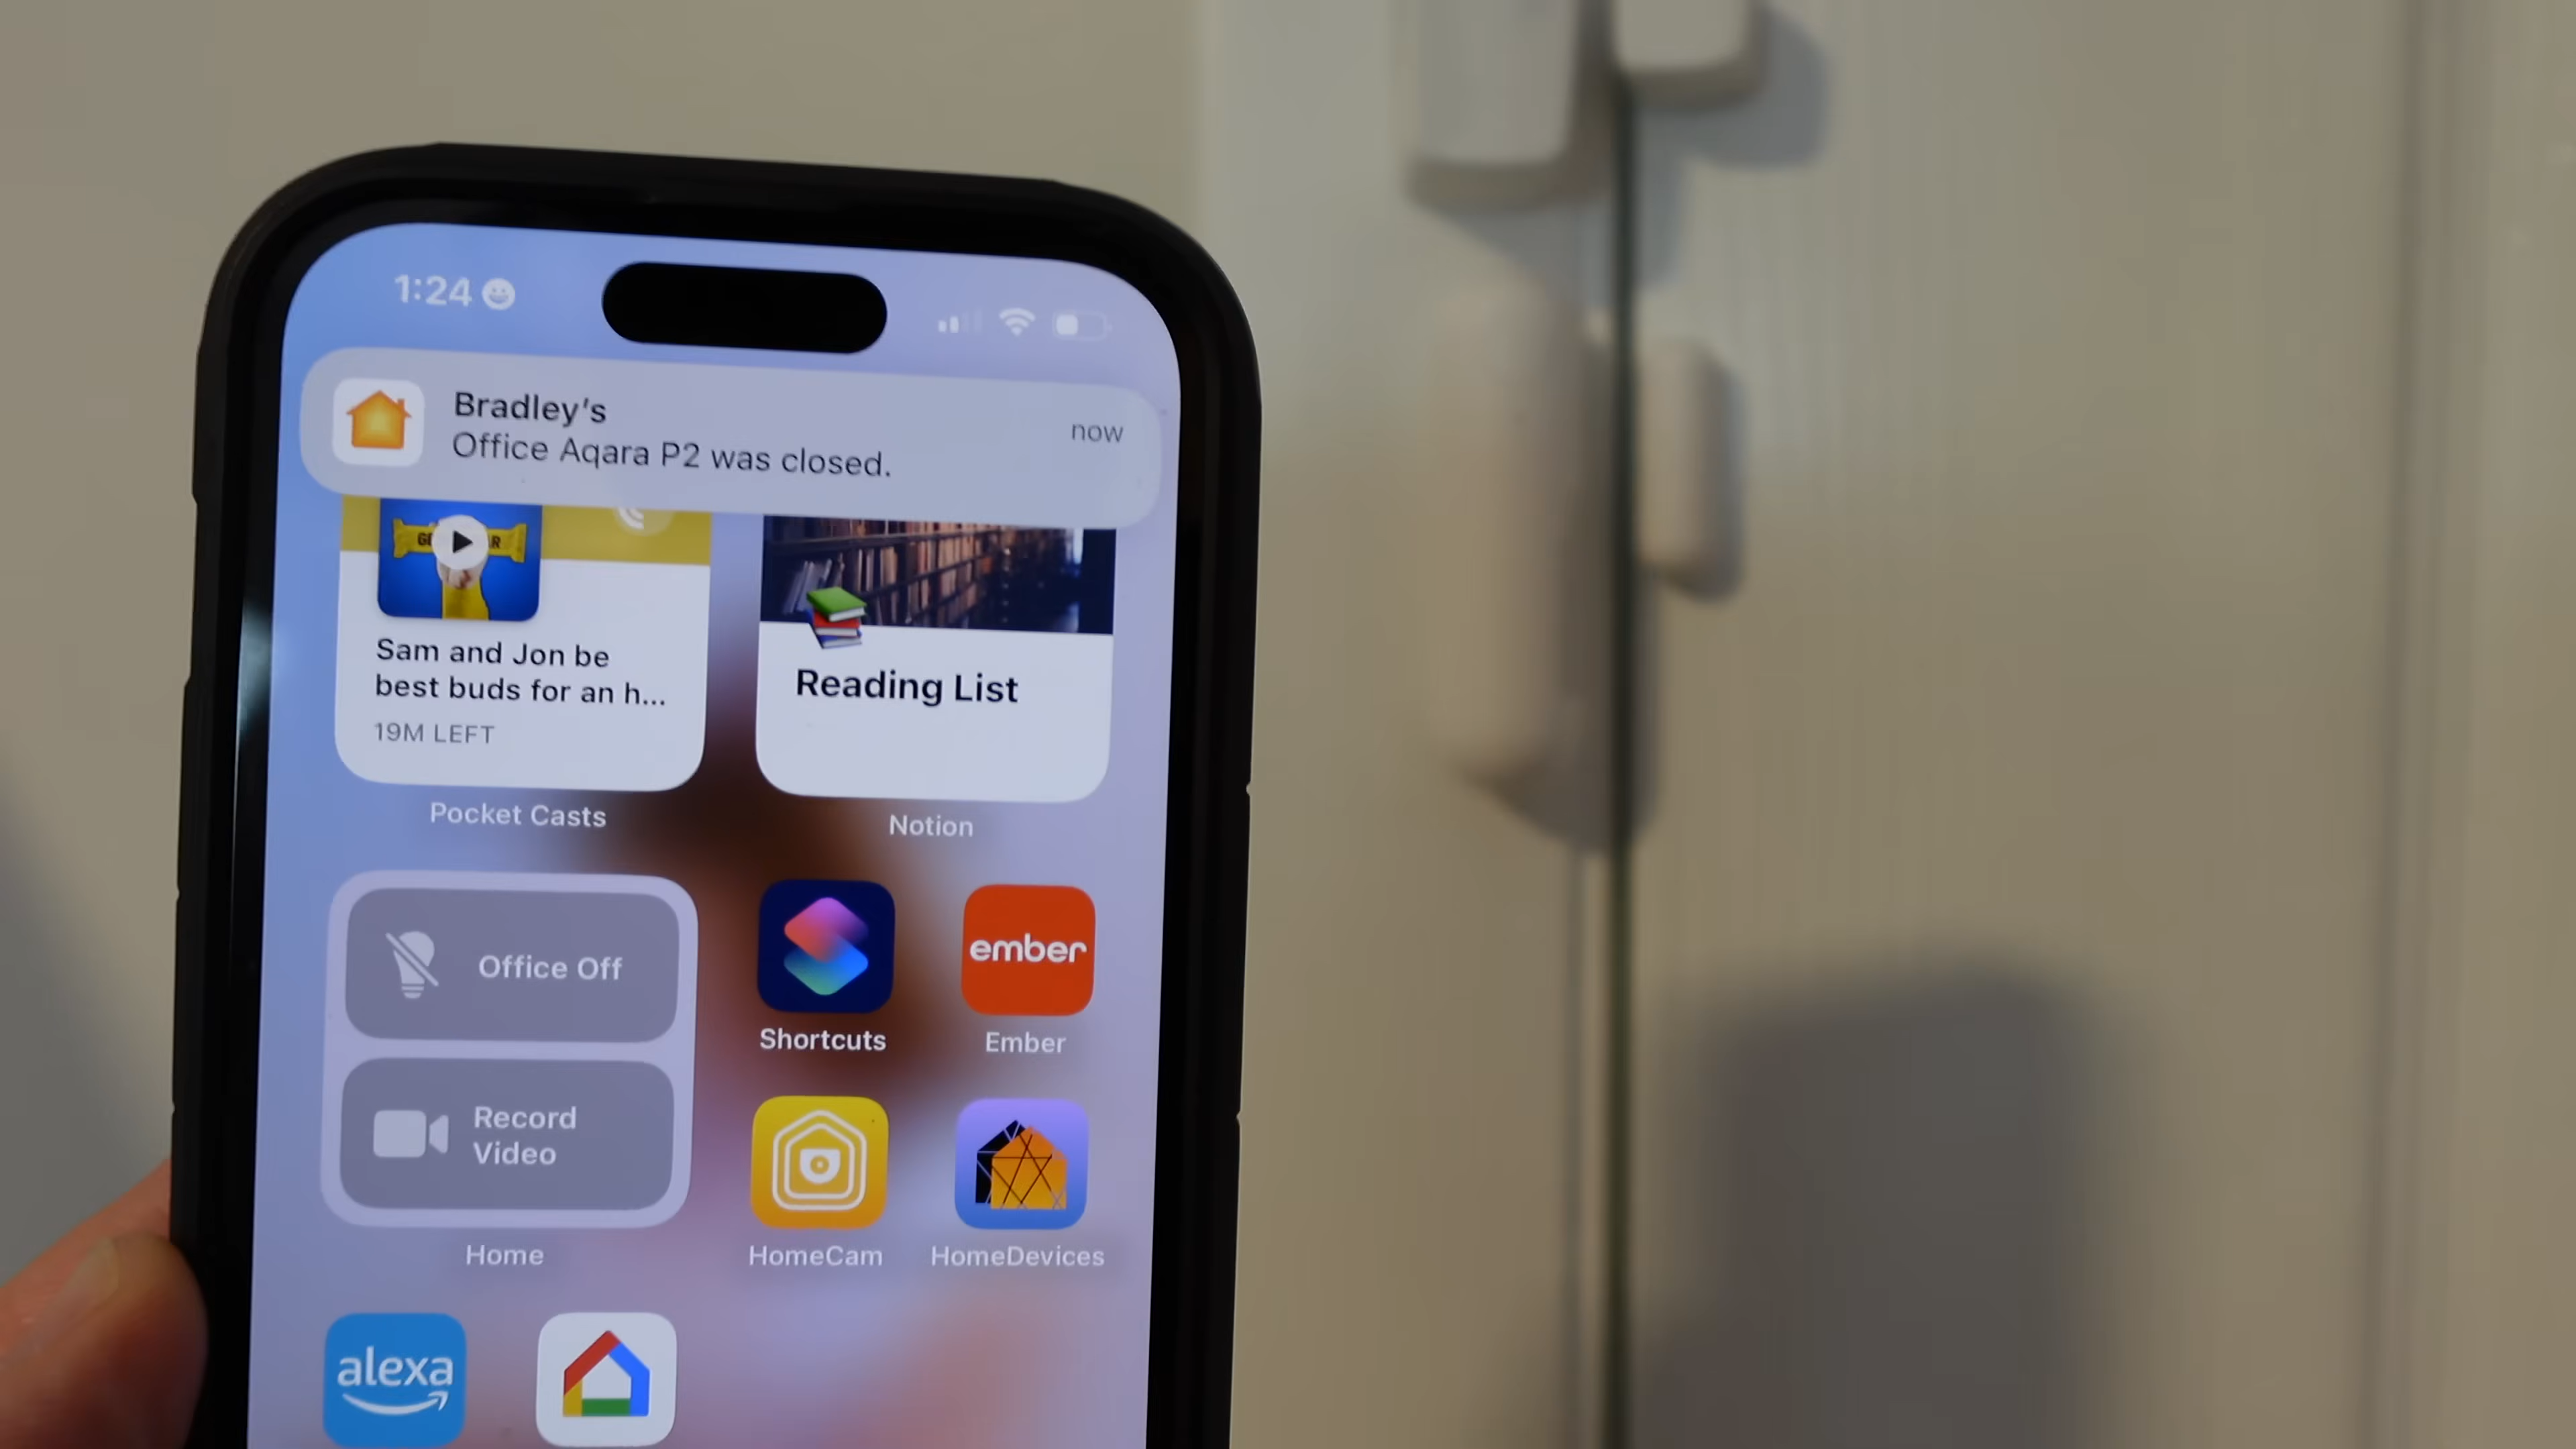 1:24
Bradley's
now
Office Aqara P2 was closed.
Sam and Jon be
best buds for an h...
19M LEFT
Pocket Casts
Reading List
Notion
Office Off
Record
Video
Home
Shortcuts
ember
Ember
HomeCam
HomeDevices
alexa